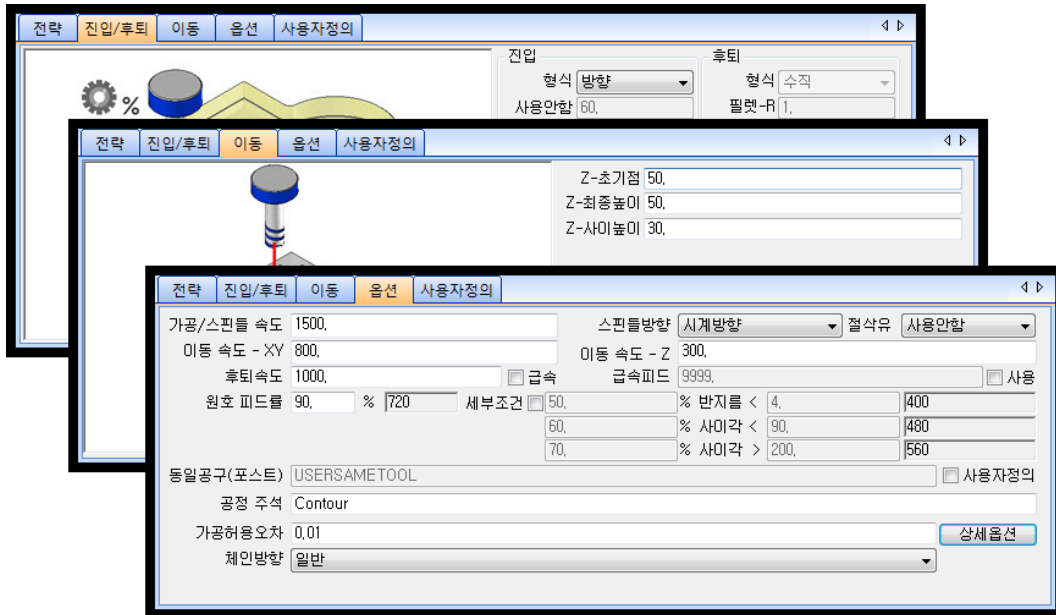 전략 진입/후퇴 이동 옵션 사용자정의
진입 후퇴
형식 방향 형식 수직
사용안함 60, 필렛-R 1,
%
전략 진입/후퇴 이동 옵션 사용자정의
Z-초기점 50,
Z-최종높이 50,
Z-사이높이 30,
전략 진입/후퇴 이동 옵션 사용자정의
가공/스핀들 속도 1500, 스핀들방향 시계방향 절삭유 사용안함
이동 속도 - XY 800, 이동 속도 - Z 300,
후퇴속도 1000, 급속 급속피드 9999, 사용
원호 피드률 90, % 720 세부조건 50, % 반지름 < 4, 400
60, % 사이각 < 90, 480
70, % 사이각 > 200, 560
동일공구(포스트) USERSAMETOOL 사용자정의
공정 주석 Contour
가공허용오차 0,01 상세옵션
체인방향 일반